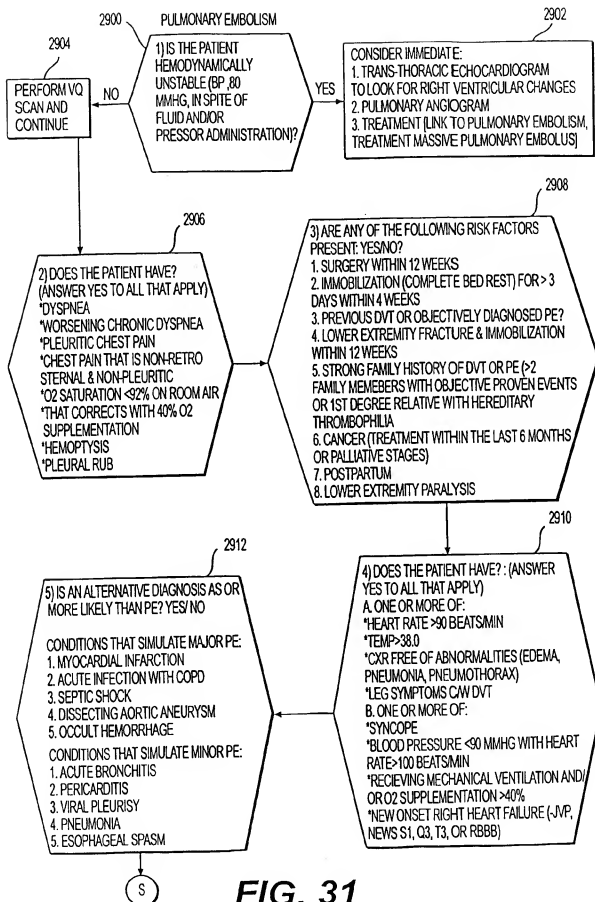 PULMONARY EMBOLISM
2900
1) IS THE PATIENT
HEMODYNAMICALLY
UNSTABLE (BP ,80
MMHG, IN SPITE OF
FLUID AND/OR
PRESSOR ADMINISTRATION)?
NO
YES
2902
CONSIDER IMMEDIATE:
1. TRANS-THORACIC ECHOCARDIOGRAM
TO LOOK FOR RIGHT VENTRICULAR CHANGES
2. PULMONARY ANGIOGRAM
3. TREATMENT [LINK TO PULMONARY EMBOLISM,
TREATMENT MASSIVE PULMONARY EMBOLUS]
2904
PERFORM VQ
SCAN AND
CONTINUE
2906
2) DOES THE PATIENT HAVE?
(ANSWER YES TO ALL THAT APPLY)
*DYSPNEA
*WORSENING CHRONIC DYSPNEA
*PLEURITIC CHEST PAIN
*CHEST PAIN THAT IS NON-RETRO
STERNAL & NON-PLEURITIC
*O2 SATURATION <92% ON ROOM AIR
*THAT CORRECTS WITH 40% O2
SUPPLEMENTATION
*HEMOPTYSIS
*PLEURAL RUB
2908
3) ARE ANY OF THE FOLLOWING RISK FACTORS
PRESENT: YES/NO?
1. SURGERY WITHIN 12 WEEKS
2. IMMOBILIZATION (COMPLETE BED REST) FOR > 3
DAYS WITHIN 4 WEEKS
3. PREVIOUS DVT OR OBJECTIVELY DIAGNOSED PE?
4. LOWER EXTREMITY FRACTURE & IMMOBILIZATION
WITHIN 12 WEEKS
5. STRONG FAMILY HISTORY OF DVT OR PE (>2
FAMILY MEMEBERS WITH OBJECTIVE PROVEN EVENTS
OR 1ST DEGREE RELATIVE WITH HEREDITARY
THROMBOPHILIA
6. CANCER (TREATMENT WITHIN THE LAST 6 MONTHS
OR PALLIATIVE STAGES)
7. POSTPARTUM
8. LOWER EXTREMITY PARALYSIS
2910
4) DOES THE PATIENT HAVE? : (ANSWER
YES TO ALL THAT APPLY)
A. ONE OR MORE OF:
*HEART RATE >90 BEATS/MIN
*TEMP>38.0
*CXR FREE OF ABNORMALITIES (EDEMA,
PNEUMONIA, PNEUMOTHORAX)
*LEG SYMPTOMS C/W DVT
B. ONE OR MORE OF:
*SYNCOPE
*BLOOD PRESSURE <90 MMHG WITH HEART
RATE>100 BEATS/MIN
*RECIEVING MECHANICAL VENTILATION AND/
OR O2 SUPPLEMENTATION >40%
*NEW ONSET RIGHT HEART FAILURE (-JVP,
NEWS S1, Q3, T3, OR RBBB)
2912
5) IS AN ALTERNATIVE DIAGNOSIS AS OR
MORE LIKELY THAN PE? YES/ NO
CONDITIONS THAT SIMULATE MAJOR PE:
1. MYOCARDIAL INFARCTION
2. ACUTE INFECTION WITH COPD
3. SEPTIC SHOCK
4. DISSECTING AORTIC ANEURYSM
5. OCCULT HEMORRHAGE
CONDITIONS THAT SIMULATE MINOR PE:
1. ACUTE BRONCHITIS
2. PERICARDITIS
3. VIRAL PLEURISY
4. PNEUMONIA
5. ESOPHAGEAL SPASM
S
FIG. 31